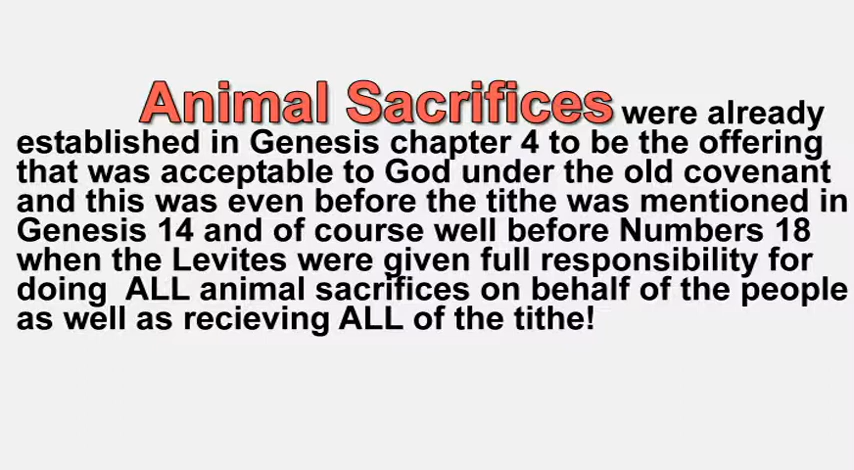 Animal Sacrifices were already
established in Genesis chapter 4 to be the offering
that was acceptable to God under the old covenant
and this was even before the tithe was mentioned in
Genesis 14 and of course well before Numbers 18
when the Levites were given full responsibility for
doing  ALL animal sacrifices on behalf of the people
as well as recieving ALL of the tithe!